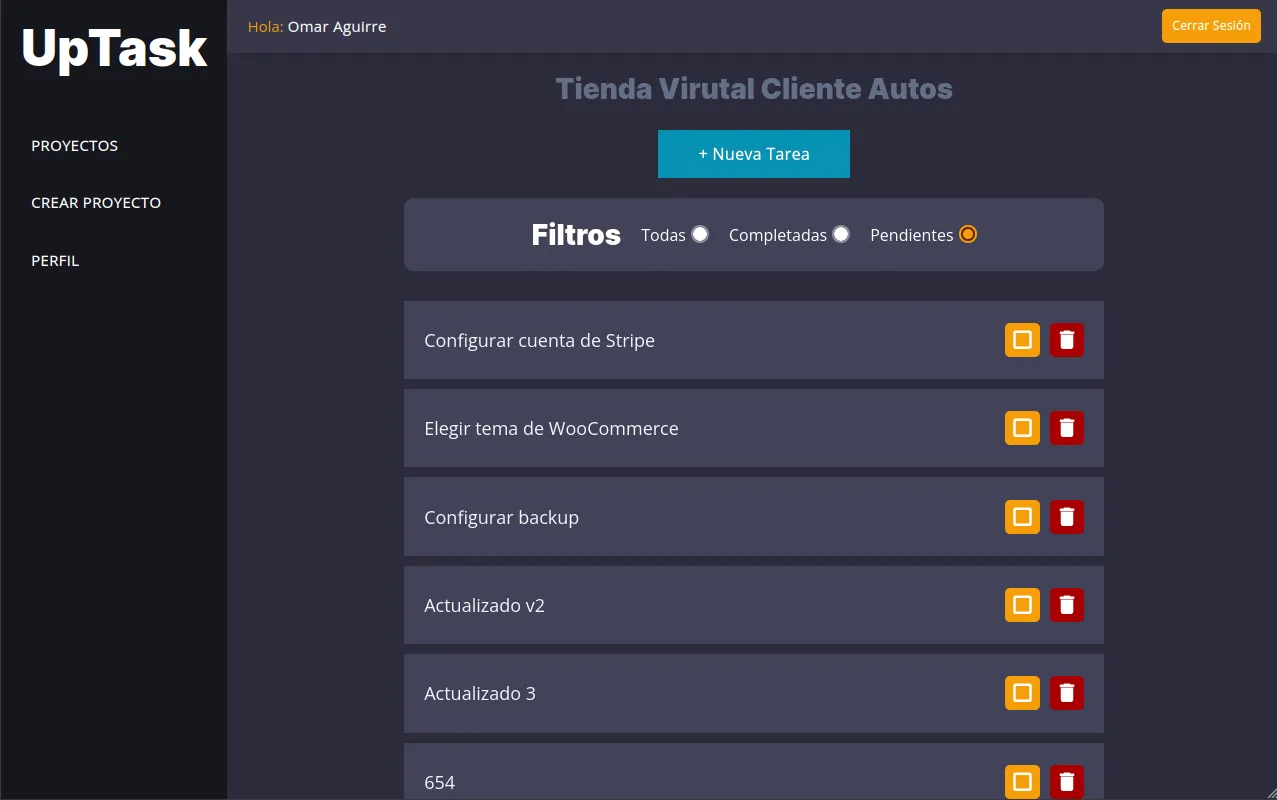 UpTask
PROYECTOS
CREAR PROYECTO
PERFIL
Hola: Omar Aguirre
Cerrar Sesión
Tienda Virutal Cliente Autos
+ Nueva Tarea
Filtros Todas Completadas Pendientes
Configurar cuenta de Stripe
Elegir tema de WooCommerce
Configurar backup
Actualizado v2
Actualizado 3
654